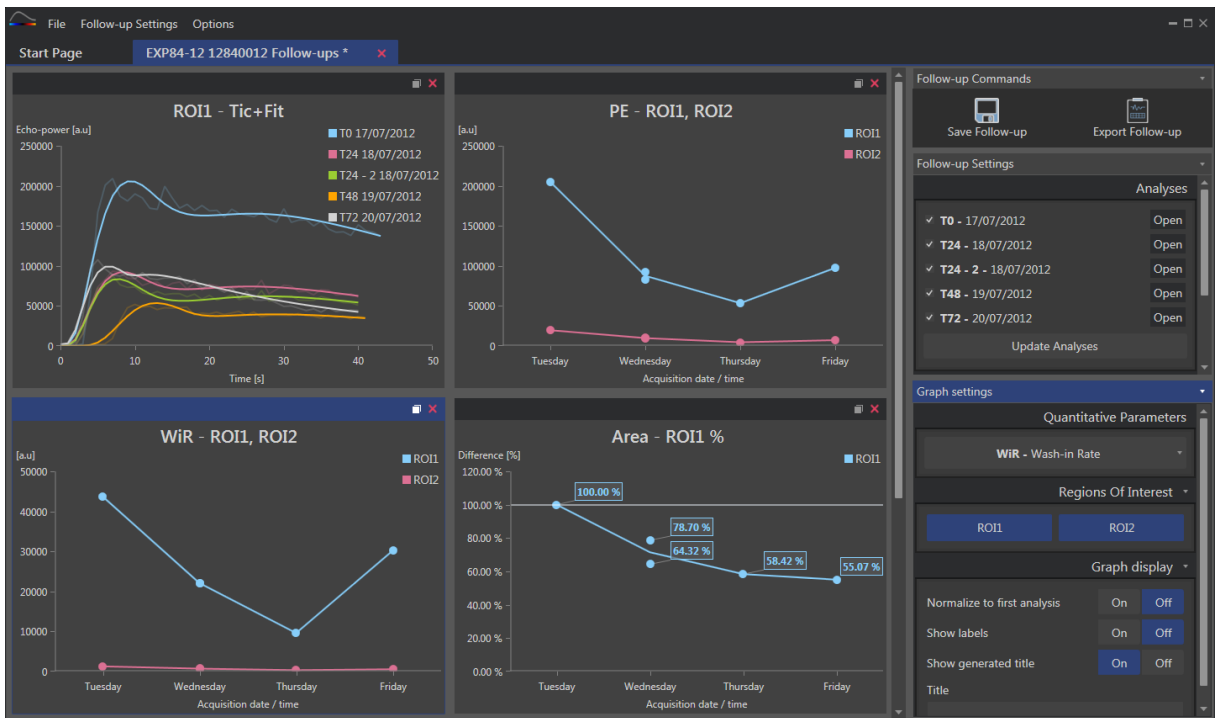 File Follow-up Settings Options
Start Page EXP84-12 12840012 Follow-ups *
ROI1 - Tic+Fit
Echo-power [a.u]
T0 17/07/2012
T24 18/07/2012
T24 - 2 18/07/2012
T48 19/07/2012
T72 20/07/2012
250000
200000
150000
100000
50000
0
0 10 20 30 40 50
Time [s]
PE - ROI1, ROI2
[a.u]
ROI1
ROI2
250000
200000
150000
100000
50000
0
Tuesday Wednesday Thursday Friday
Acquisition date / time
WiR - ROI1, ROI2
[a.u]
ROI1
ROI2
50000
40000
30000
20000
10000
0
Tuesday Wednesday Thursday Friday
Acquisition date / time
Area - ROI1 %
Difference [%]
ROI1
120.00 %
100.00 %
80.00 %
60.00 %
40.00 %
20.00 %
0.00 %
100.00 %
78.70 %
64.32 %
58.42 %
55.07 %
Tuesday Wednesday Thursday Friday
Acquisition date / time
Follow-up Commands
Save Follow-up Export Follow-up
Follow-up Settings
Analyses
T0 - 17/07/2012 Open
T24 - 18/07/2012 Open
T24 - 2 - 18/07/2012 Open
T48 - 19/07/2012 Open
T72 - 20/07/2012 Open
Update Analyses
Graph settings
Quantitative Parameters
WiR - Wash-in Rate
Regions Of Interest
ROI1 ROI2
Graph display
Normalize to first analysis On Off
Show labels On Off
Show generated title On Off
Title